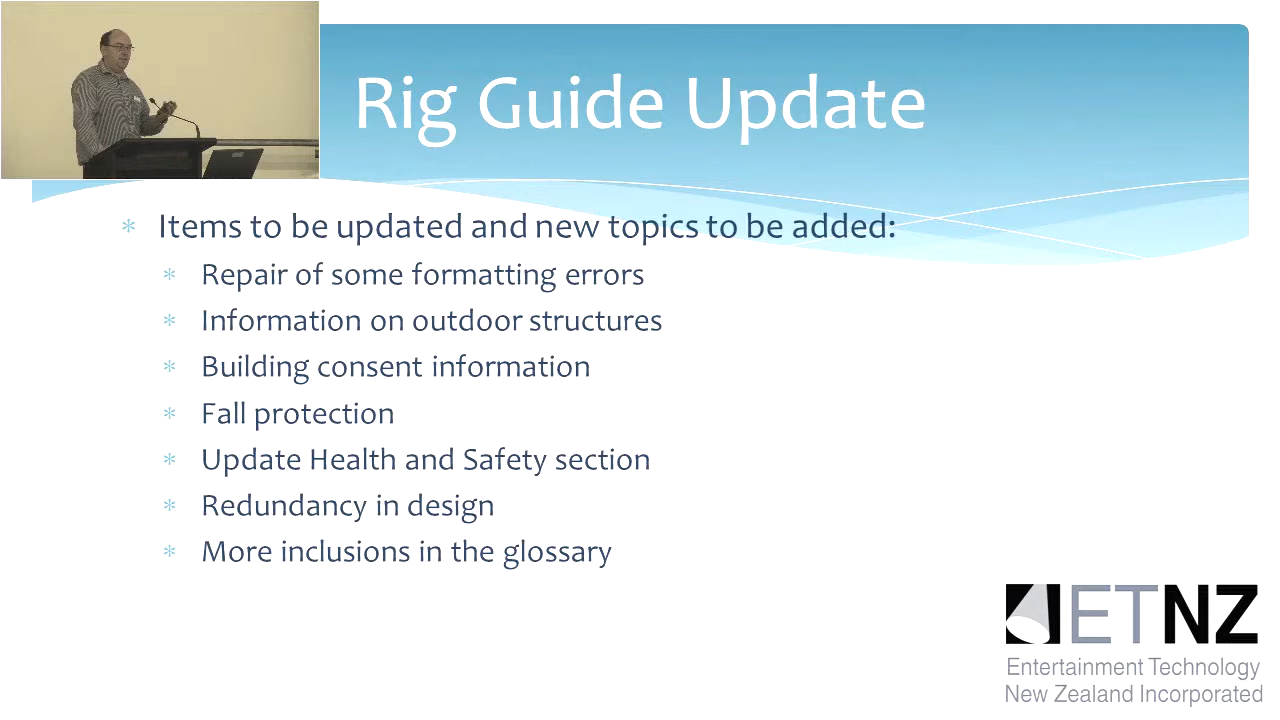 Rig Guide Update
* Items to be updated and new topics to be added:
* Repair of some formatting errors
* Information on outdoor structures
* Building consent information
* Fall protection
* Update Health and Safety section
* Redundancy in design
* More inclusions in the glossary
ETNZ
Entertainment Technology
New Zealand Incorporated